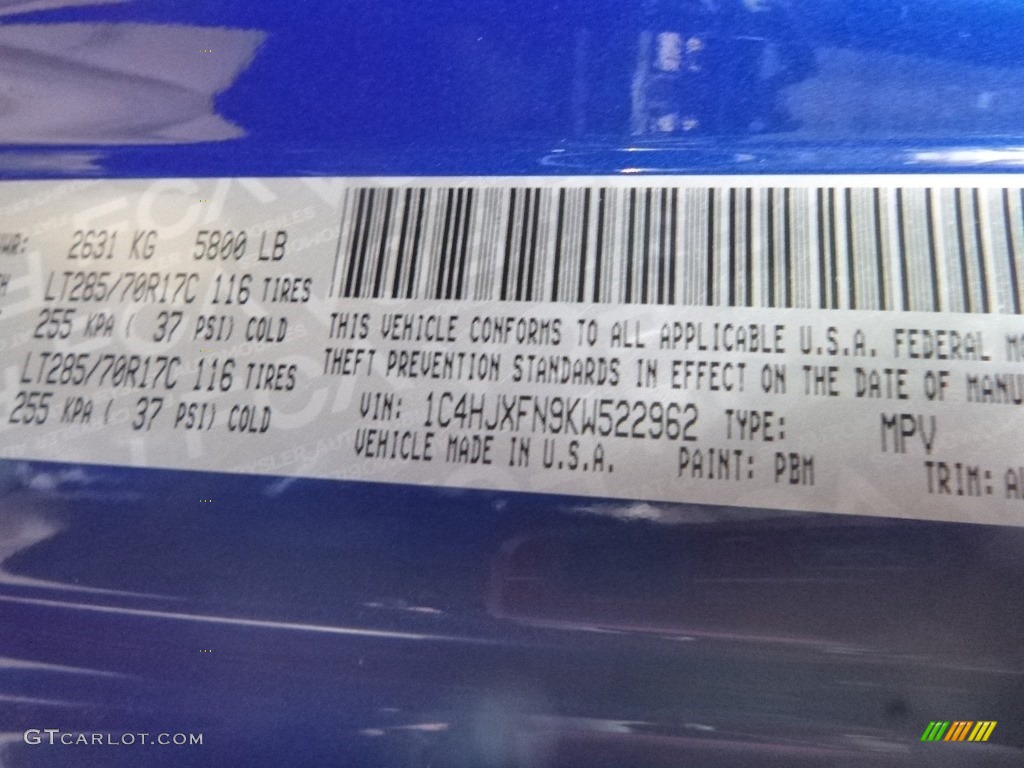 2631 KG 5800 LB
LT285/70R17C 116 TIRES
255 KPA ( 37 PSI) COLD
LT285/70R17C 116 TIRES
255 KPA ( 37 PSI) COLD
THIS VEHICLE CONFORMS TO ALL APPLICABLE U.S.A. FEDERAL
THEFT PREVENTION STANDARDS IN EFFECT ON THE DATE OF MANU
VIN: 1C4HJXFN9KW522962 TYPE: MPV
VEHICLE MADE IN U.S.A. PAINT: PBM TRIM:
GTCARLOT.COM